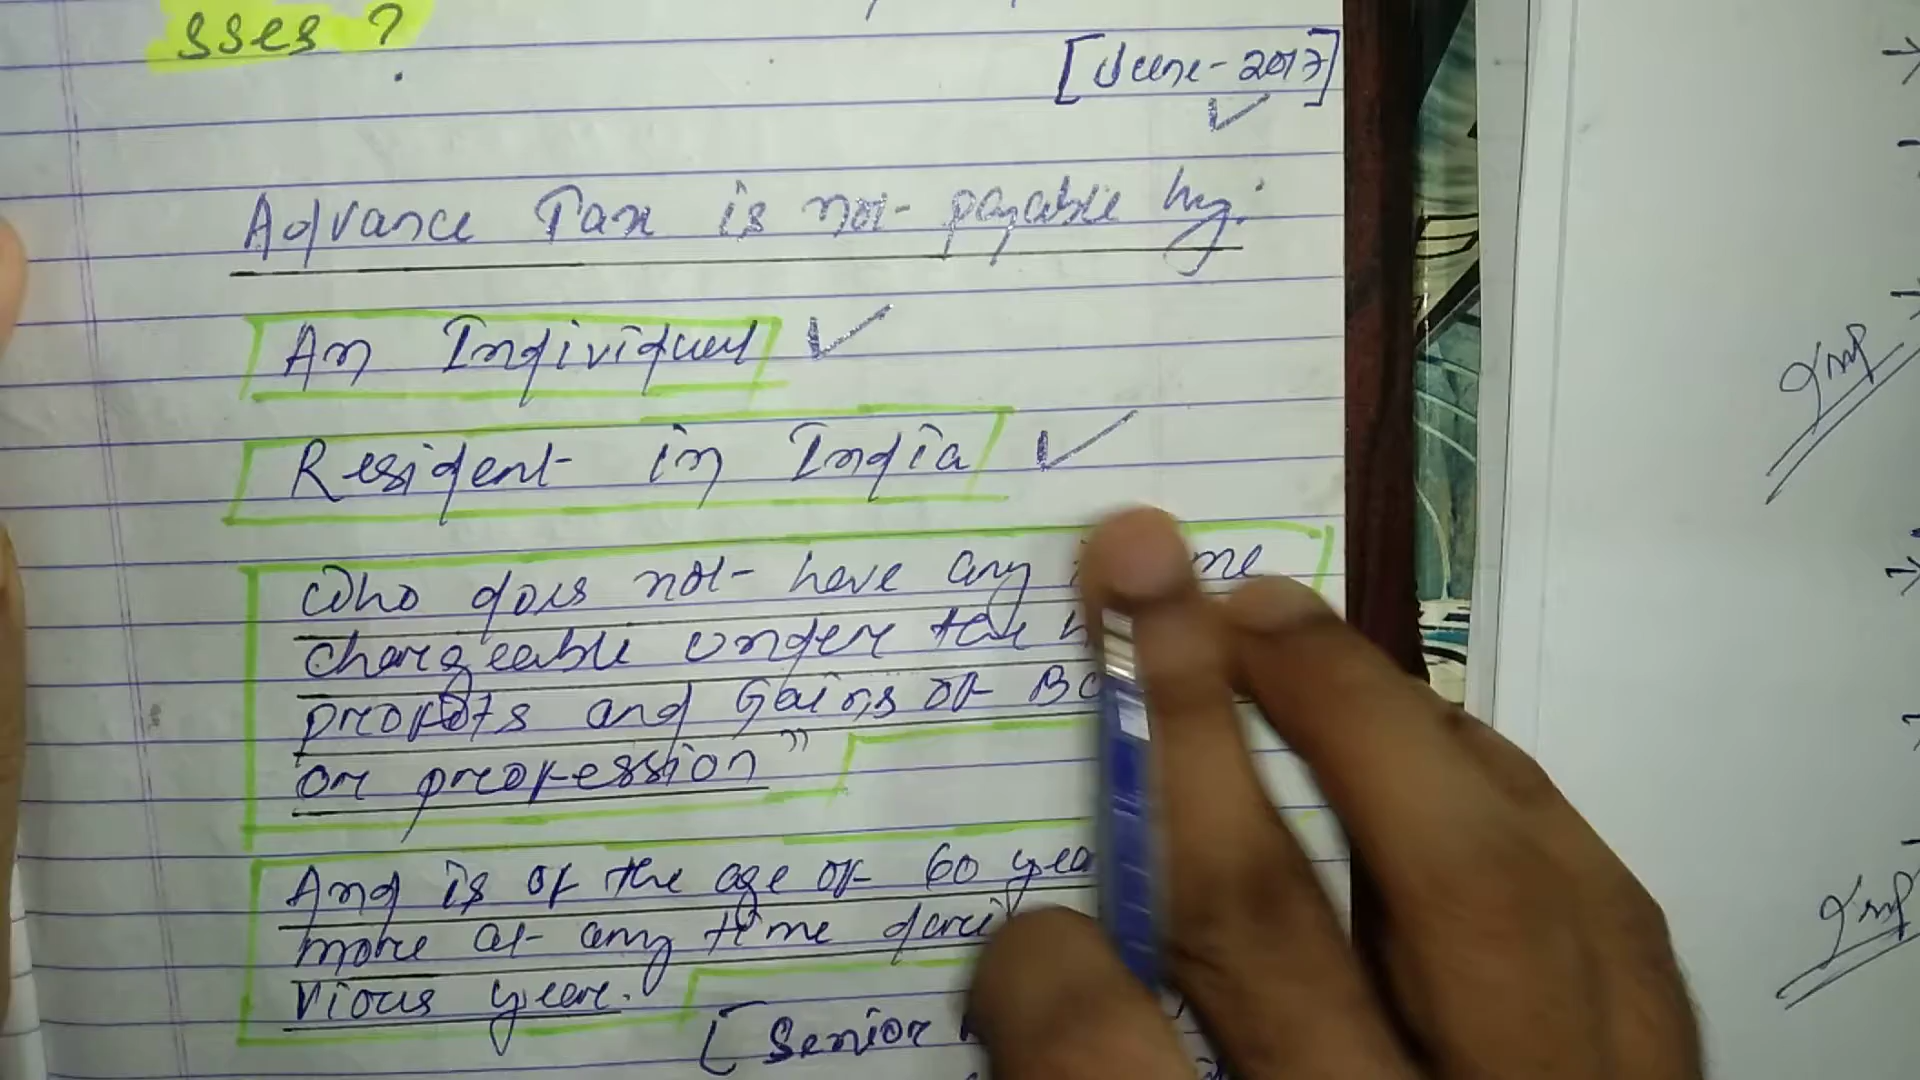 sses ?
[June-2017]
Advance Tax is not payable by:
An Individual
Resident in India
Who does not have any
chargeable under the
profits and Gains of
or profession"
And is of the age of 60
more at any time
vious year.
[Senior
Imp
Imp